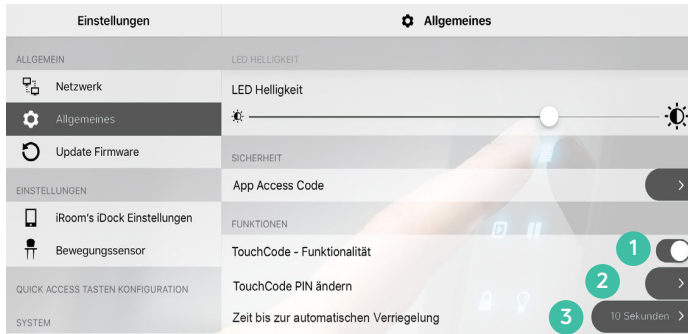 Einstellungen
Allgemeines
ALLGEMEIN
Netzwerk
Allgemeines
Update Firmware
EINSTELLUNGEN
iRoom's iDock Einstellungen
Bewegungssensor
QUICK ACCESS TASTEN KONFIGURATION
SYSTEM
LED HELLIGKEIT
LED Helligkeit
SICHERHEIT
App Access Code
FUNKTIONEN
TouchCode - Funktionalität
1
TouchCode PIN ändern
2
Zeit bis zur automatischen Verriegelung
3
10 Sekunden